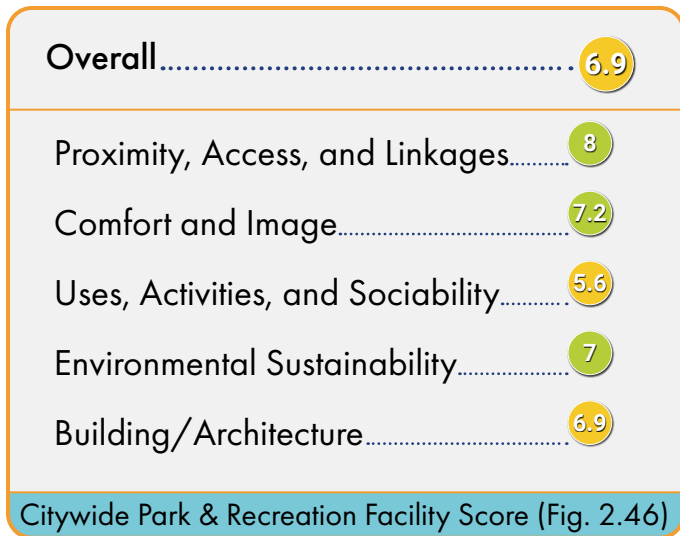 Overall 6.9
Proximity, Access, and Linkages 8
Comfort and Image 7.2
Uses, Activities, and Sociability 5.6
Environmental Sustainability 7
Building/Architecture 6.9
Citywide Park & Recreation Facility Score (Fig. 2.46)